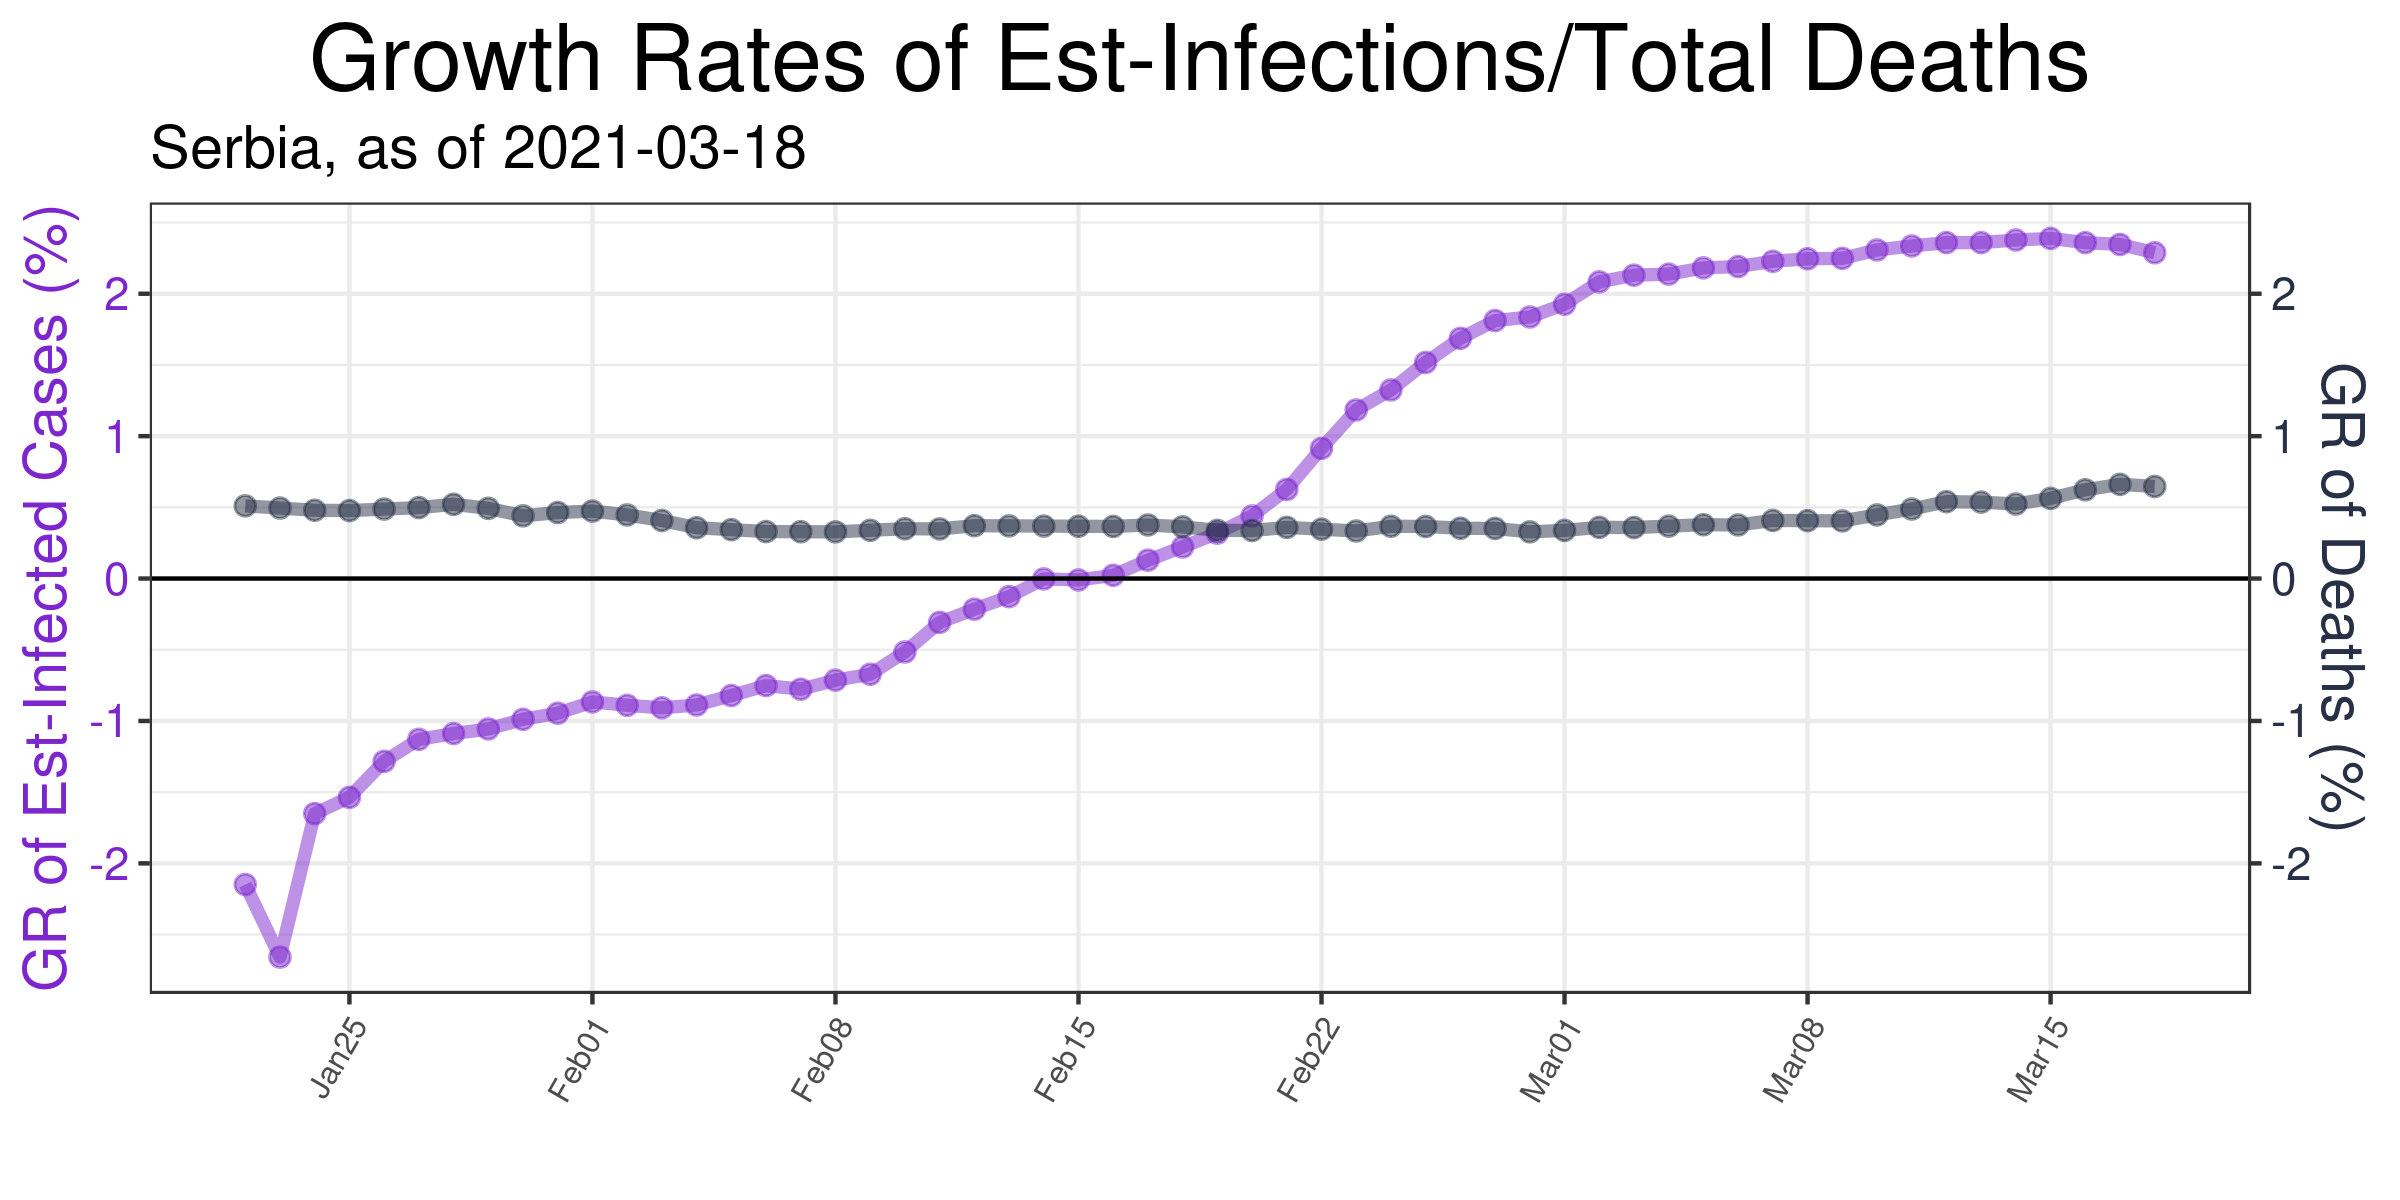 Growth Rates of Est-Infections/Total Deaths
Serbia, as of 2021-03-18
GR of Est-Infected Cases (%)
2
1
0
-1
-2
2
1
0
-1
-2
GR of Deaths (%)
Jan25
Feb01
Feb08
Feb15
Feb22
Mar01
Mar08
Mar15